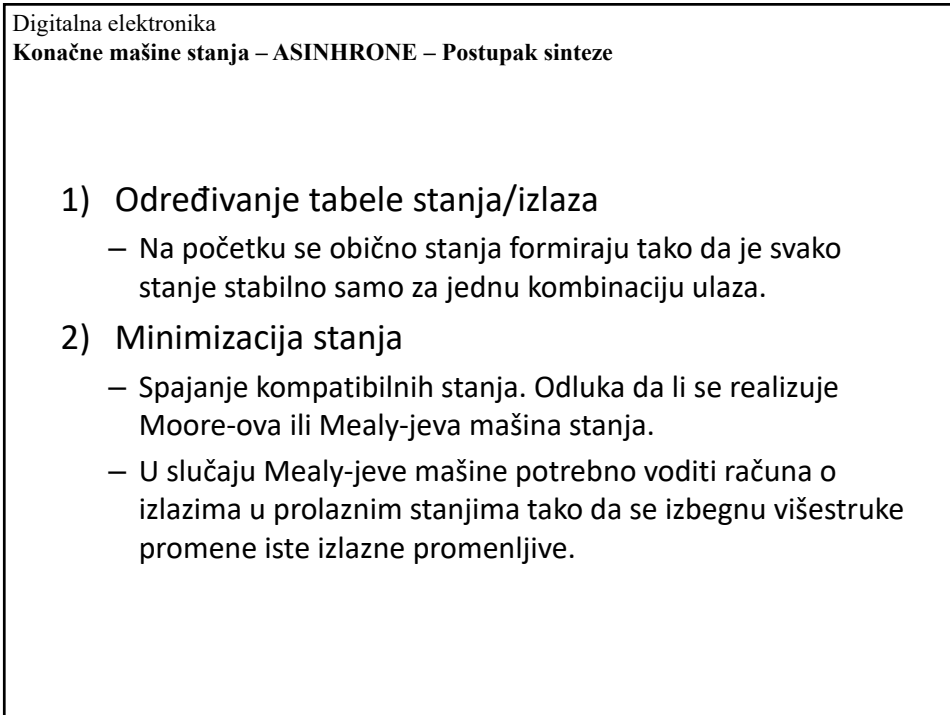 Digitalna elektronika
Konačne mašine stanja – ASINHRONE – Postupak sinteze
1) Određivanje tabele stanja/izlaza
– Na početku se obično stanja formiraju tako da je svako
stanje stabilno samo za jednu kombinaciju ulaza.
2) Minimizacija stanja
– Spajanje kompatibilnih stanja. Odluka da li se realizuje
Moore-ova ili Mealy-jeva mašina stanja.
– U slučaju Mealy-jeve mašine potrebno voditi računa o
izlazima u prolaznim stanjima tako da se izbegnu višestruke
promene iste izlazne promenljive.